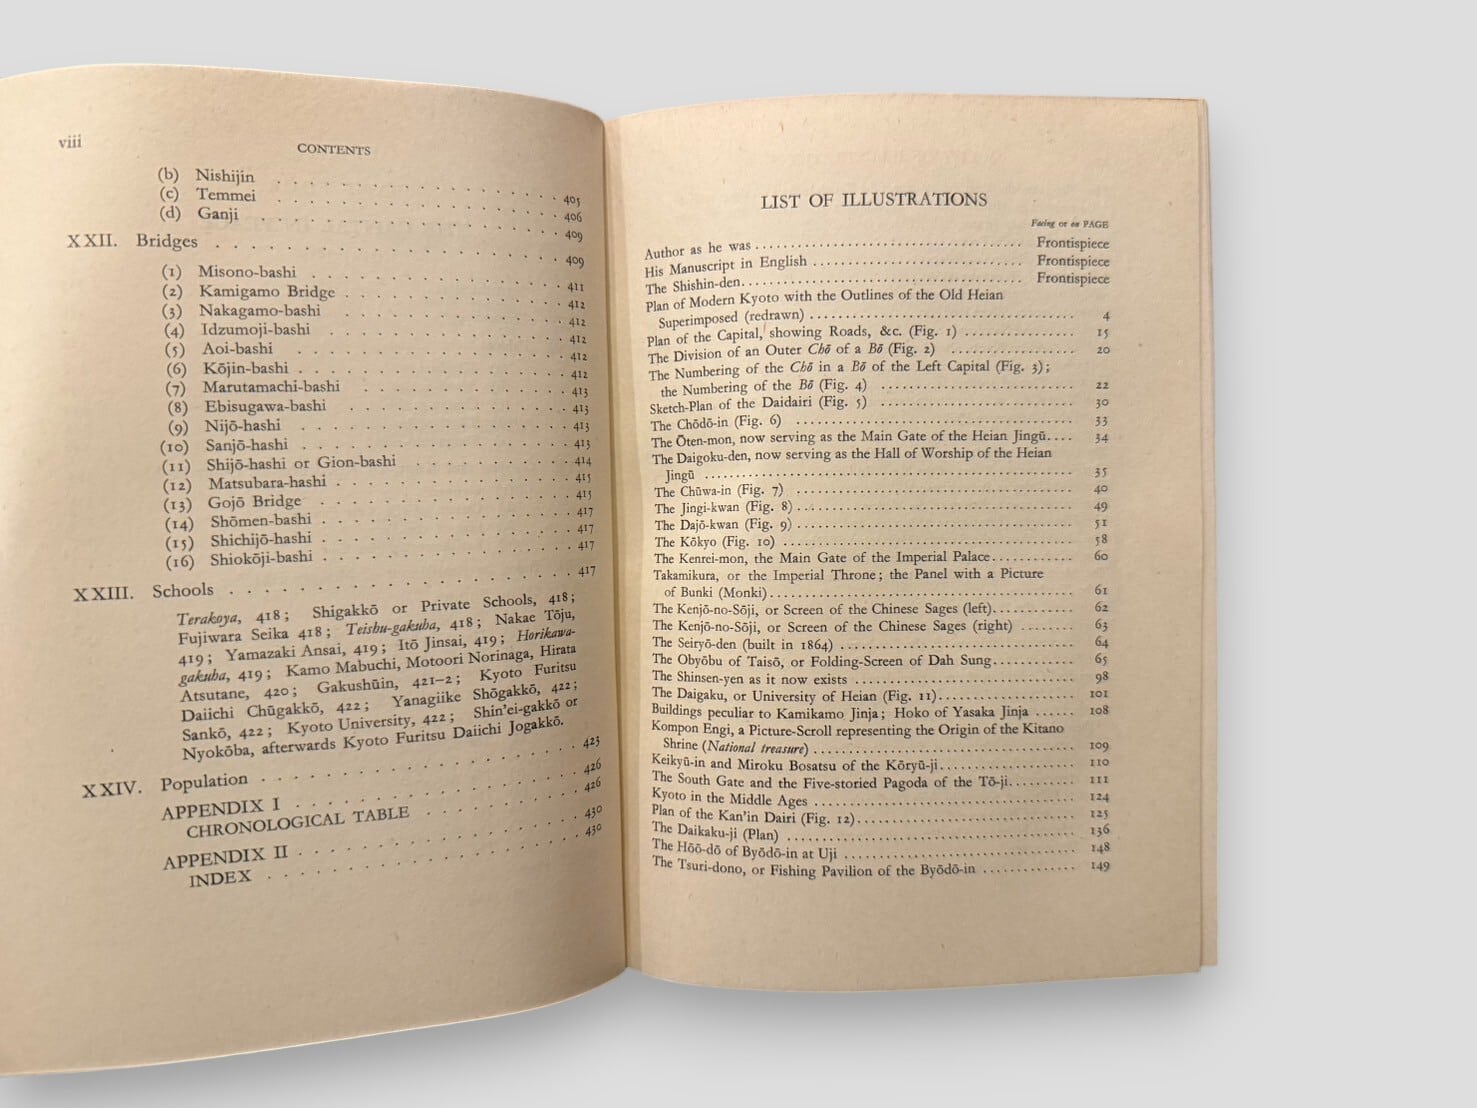 viii
CONTENTS
(b) Nishijin 405
(c) Temmei 406
(d) Ganji 409
XXII. Bridges 409
(1) Misono-bashi 411
(2) Kamigamo Bridge 412
(3) Nakagamo-bashi 412
(4) Idzumoji-bashi 412
(5) Aoi-bashi 412
(6) Kōjin-bashi 412
(7) Marutamachi-bashi 413
(8) Ebisugawa-bashi 413
(9) Nijō-hashi 413
(10) Sanjō-hashi 413
(11) Shijō-hashi or Gion-bashi 414
(12) Matsubara-hashi 415
(13) Gojō Bridge 415
(14) Shōmen-bashi 417
(15) Shichijō-hashi 417
(16) Shiokōji-bashi 417
XXIII. Schools 417
Terakoya, 418; Shigakkō or Private Schools, 418;
Fujiwara Seika 418; Teishu-gakuha, 418; Nakae Tōju,
419; Yamazaki Ansai, 419; Itō Jinsai, 419; Horikawa-
gakuha, 419; Kamo Mabuchi, Motoori Norinaga, Hirata
Atsutane, 420; Gakushūin, 421-2; Kyoto Furitsu
Daiichi Chūgakkō, 422; Yanagiike Shōgakkō, 422;
Sankō, 422; Kyoto University, 422; Shin'ei-gakkō or
Nyokōba, afterwards Kyoto Furitsu Daiichi Jogakkō.
XXIV. Population 423
APPENDIX I 426
CHRONOLOGICAL TABLE 426
APPENDIX II 430
INDEX 430
LIST OF ILLUSTRATIONS
Facing or on PAGE
Author as he was Frontispiece
His Manuscript in English Frontispiece
The Shishin-den Frontispiece
Plan of Modern Kyoto with the Outlines of the Old Heian
Superimposed (redrawn) 4
Plan of the Capital, showing Roads, &c. (Fig. 1) 15
The Division of an Outer Chō of a Bō (Fig. 2) 20
The Numbering of the Chō in a Bō of the Left Capital (Fig. 3);
the Numbering of the Bō (Fig. 4) 22
Sketch-Plan of the Daidairi (Fig. 5) 30
The Chōdō-in (Fig. 6) 33
The Ōten-mon, now serving as the Main Gate of the Heian Jingū 34
The Daigoku-den, now serving as the Hall of Worship of the Heian
Jingū 35
The Chūwa-in (Fig. 7) 40
The Jingi-kwan (Fig. 8) 49
The Dajō-kwan (Fig. 9) 51
The Kōkyo (Fig. 10) 58
The Kenrei-mon, the Main Gate of the Imperial Palace 60
Takamikura, or the Imperial Throne; the Panel with a Picture
of Bunki (Monki) 61
The Kenjō-no-Sōji, or Screen of the Chinese Sages (left) 62
The Kenjō-no-Sōji, or Screen of the Chinese Sages (right) 63
The Seiryō-den (built in 1864) 64
The Obyōbu of Taisō, or Folding-Screen of Dah Sung 65
The Shinsen-yen as it now exists 98
The Daigaku, or University of Heian (Fig. 11) 101
Buildings peculiar to Kamikamo Jinja; Hoko of Yasaka Jinja 108
Kompon Engi, a Picture-Scroll representing the Origin of the Kitano
Shrine (National treasure) 109
Keikyū-in and Miroku Bosatsu of the Kōryū-ji 110
The South Gate and the Five-storied Pagoda of the Tō-ji 111
Kyoto in the Middle Ages 124
Plan of the Kan'in Dairi (Fig. 12) 125
The Daikaku-ji (Plan) 136
The Hōō-dō of Byōdō-in at Uji 148
The Tsuri-dono, or Fishing Pavilion of the Byōdō-in 149